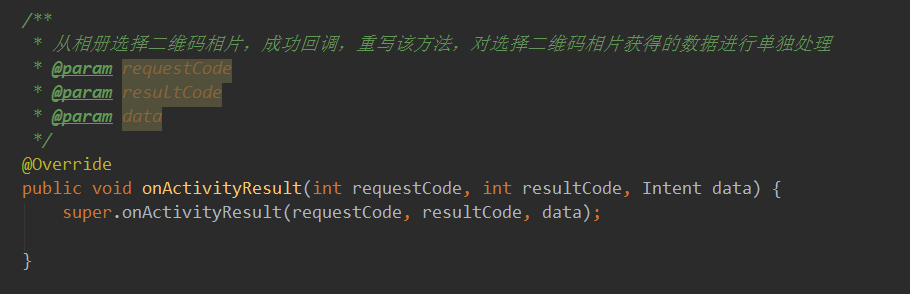 /**
 * 从相册选择二维码相片，成功回调，重写该方法，对选择二维码相片获得的数据进行单独处理
 * @param requestCode
 * @param resultCode
 * @param data
 */
@Override
public void onActivityResult(int requestCode, int resultCode, Intent data) {
    super.onActivityResult(requestCode, resultCode, data);
}